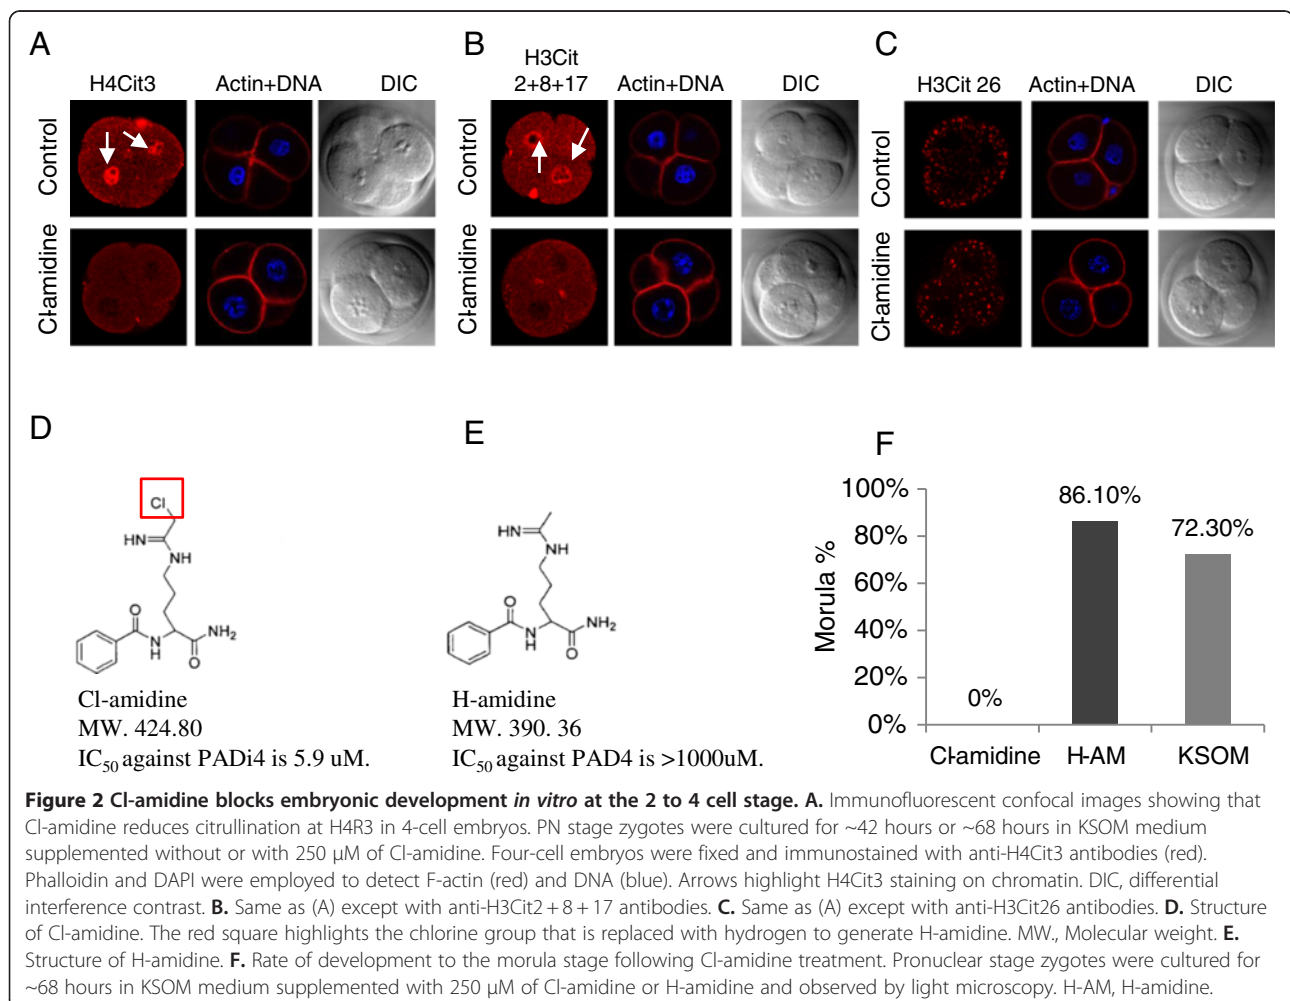 A
B
C
H4Cit3
Actin+DNA
DIC
H3Cit
2+8+17
Actin+DNA
DIC
H3Cit 26
Actin+DNA
DIC
Control
Control
Control
Cl-amidine
Cl-amidine
Cl-amidine
D
E
F
Cl
HN
NH
O
N
H
O
NH2
Cl-amidine
MW. 424.80
IC50 against PADi4 is 5.9 uM.
HN
NH
O
N
H
O
NH2
H-amidine
MW. 390. 36
IC50 against PAD4 is >1000uM.
Morula %
100%
80%
60%
40%
20%
0%
0%
86.10%
72.30%
Cl-amidine
H-AM
KSOM
Figure 2 Cl-amidine blocks embryonic development in vitro at the 2 to 4 cell stage. A. Immunofluorescent confocal images showing that
Cl-amidine reduces citrullination at H4R3 in 4-cell embryos. PN stage zygotes were cultured for ~42 hours or ~68 hours in KSOM medium
supplemented without or with 250 μM of Cl-amidine. Four-cell embryos were fixed and immunostained with anti-H4Cit3 antibodies (red).
Phalloidin and DAPI were employed to detect F-actin (red) and DNA (blue). Arrows highlight H4Cit3 staining on chromatin. DIC, differential
interference contrast. B. Same as (A) except with anti-H3Cit2 + 8 + 17 antibodies. C. Same as (A) except with anti-H3Cit26 antibodies. D. Structure
of Cl-amidine. The red square highlights the chlorine group that is replaced with hydrogen to generate H-amidine. MW., Molecular weight. E.
Structure of H-amidine. F. Rate of development to the morula stage following Cl-amidine treatment. Pronuclear stage zygotes were cultured for
~68 hours in KSOM medium supplemented with 250 μM of Cl-amidine or H-amidine and observed by light microscopy. H-AM, H-amidine.